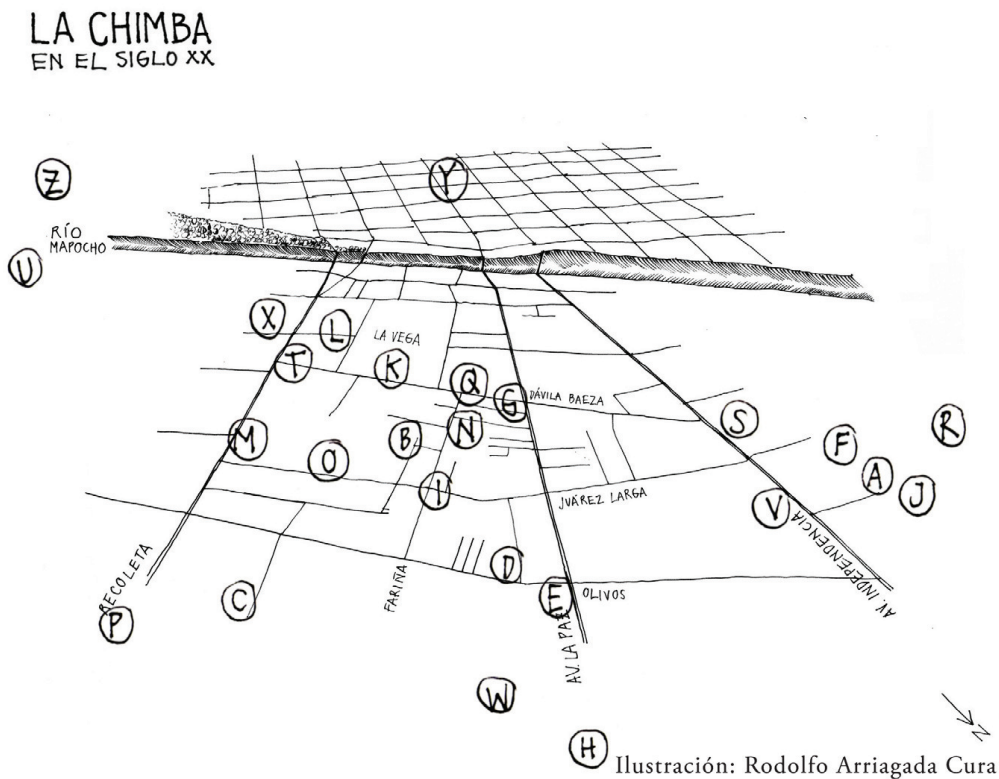 LA CHIMBA
EN EL SIGLO XX
Z
Y
RÍO
MAPOCHO
U
X
L
LA VEGA
T
K
Q
G
DÁVILA BAEZA
S
M
O
B
N
F
R
A
J
I
JUÁREZ LARGA
V
AV. INDEPENDENCIA
RECOLETA
P
C
FARIÑA
D
E
OLIVOS
AV. LA PAZ
W
H
N
Ilustración: Rodolfo Arriagada Cura